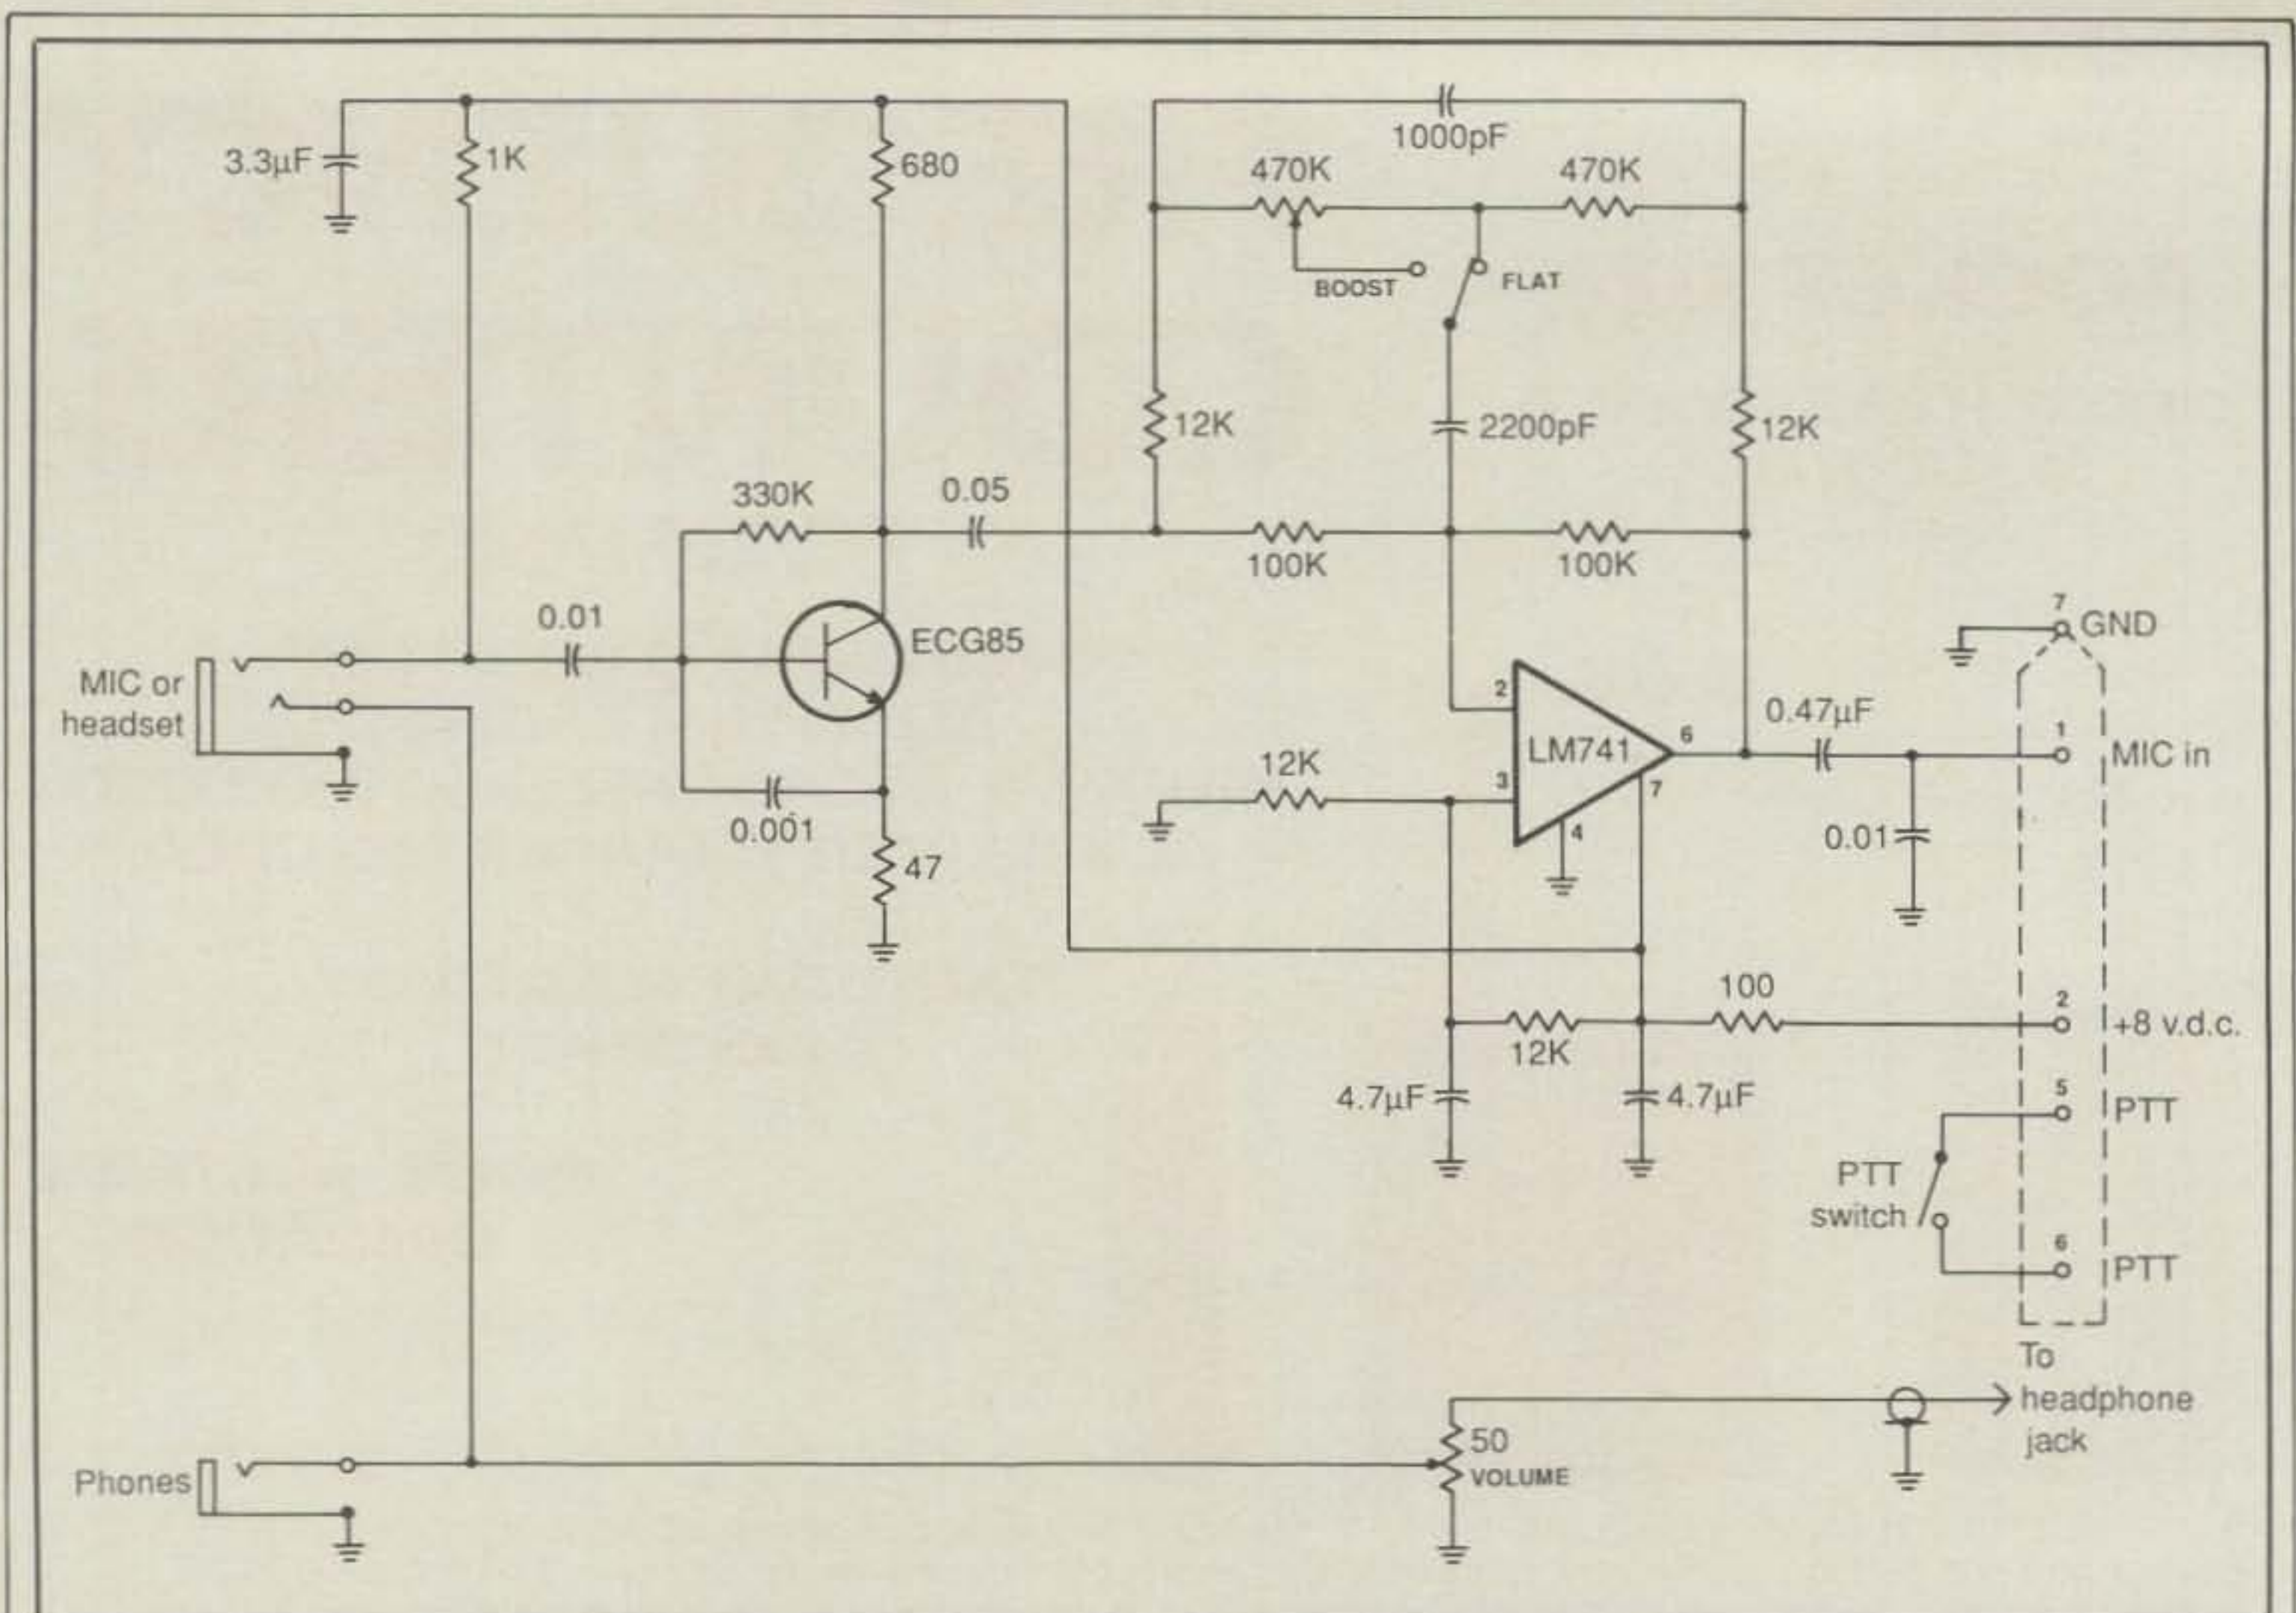 1000pF
3.3µF
1K
680
470K
470K
BOOST
FLAT
12K
2200pF
12K
330K
0.05
100K
100K
0.01
ECG85
7
GND
MIC or
headset
2
LM741
6
0.47µF
1
MIC in
12K
3
7
4
0.001
0.01
47
100
2
+8 v.d.c.
12K
4.7µF
4.7µF
5
PTT
PTT
switch
6
PTT
To
headphone
jack
50
VOLUME
Phones